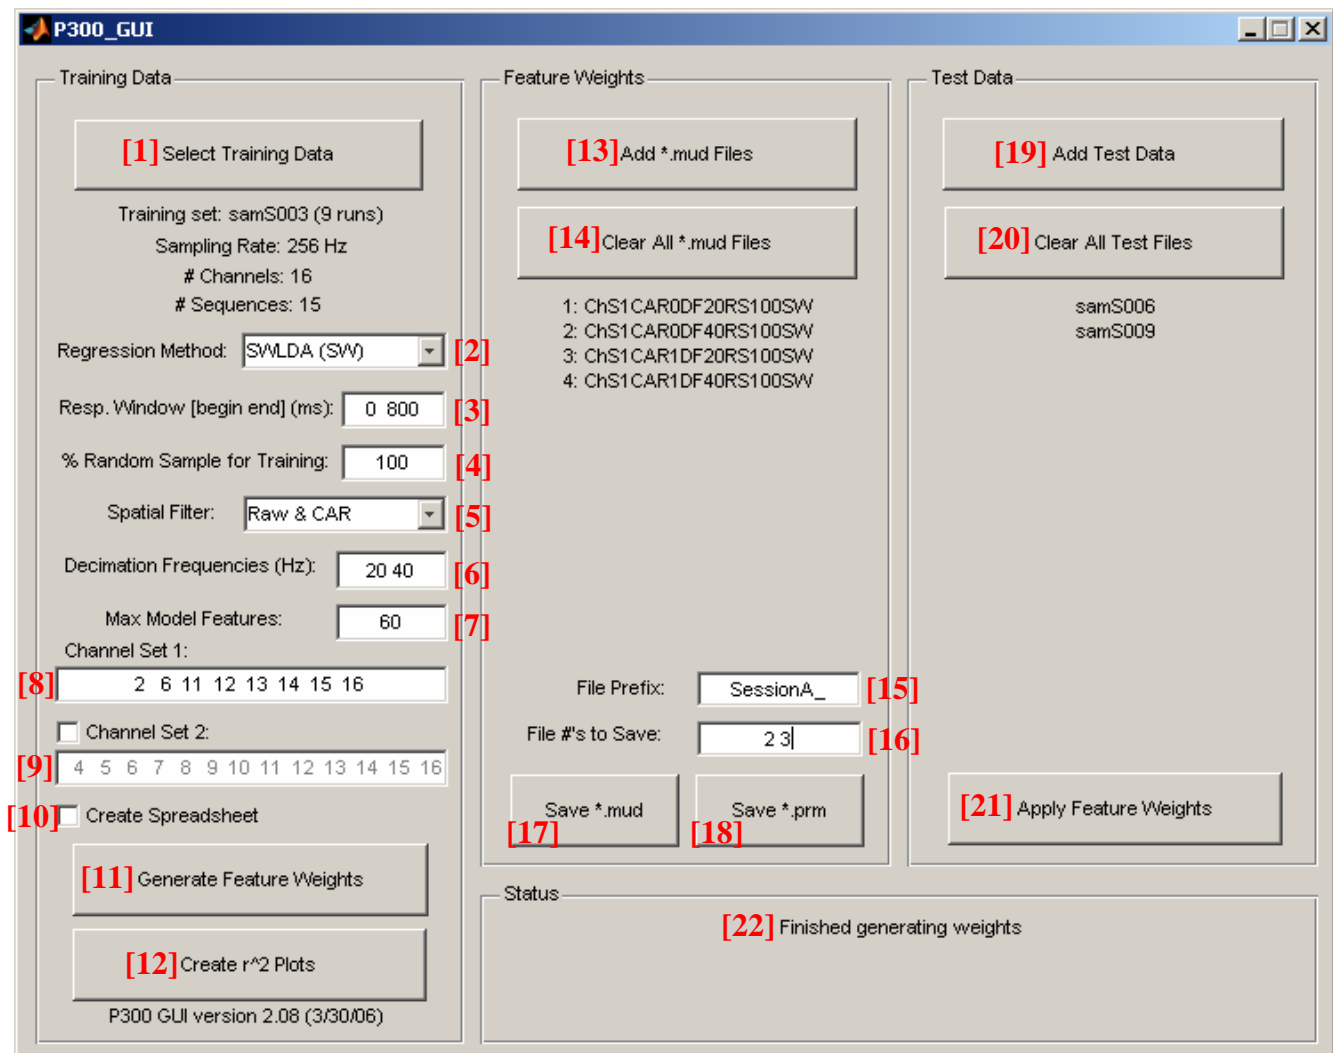 P300_GUI
Training Data
[1] Select Training Data
Training set: samS003 (9 runs)
Sampling Rate: 256 Hz
# Channels: 16
# Sequences: 15
Regression Method: SWLDA (SW) [2]
Resp. Window [begin end] (ms): 0 800 [3]
% Random Sample for Training: 100 [4]
Spatial Filter: Raw & CAR [5]
Decimation Frequencies (Hz): 20 40 [6]
Max Model Features: 60 [7]
Channel Set 1:
[8] 2 6 11 12 13 14 15 16
Channel Set 2:
[9] 4 5 6 7 8 9 10 11 12 13 14 15 16
[10] Create Spreadsheet
[11] Generate Feature Weights
[12] Create r^2 Plots
P300 GUI version 2.08 (3/30/06)
Feature Weights
[13] Add *.mud Files
[14] Clear All *.mud Files
1: ChS1CAR0DF20RS100SW
2: ChS1CAR0DF40RS100SW
3: ChS1CAR1DF20RS100SW
4: ChS1CAR1DF40RS100SW
File Prefix: SessionA_ [15]
File #'s to Save: 2 3 [16]
Save *.mud [17]
Save *.prm [18]
Test Data
[19] Add Test Data
[20] Clear All Test Files
samS006
samS009
[21] Apply Feature Weights
Status
[22] Finished generating weights